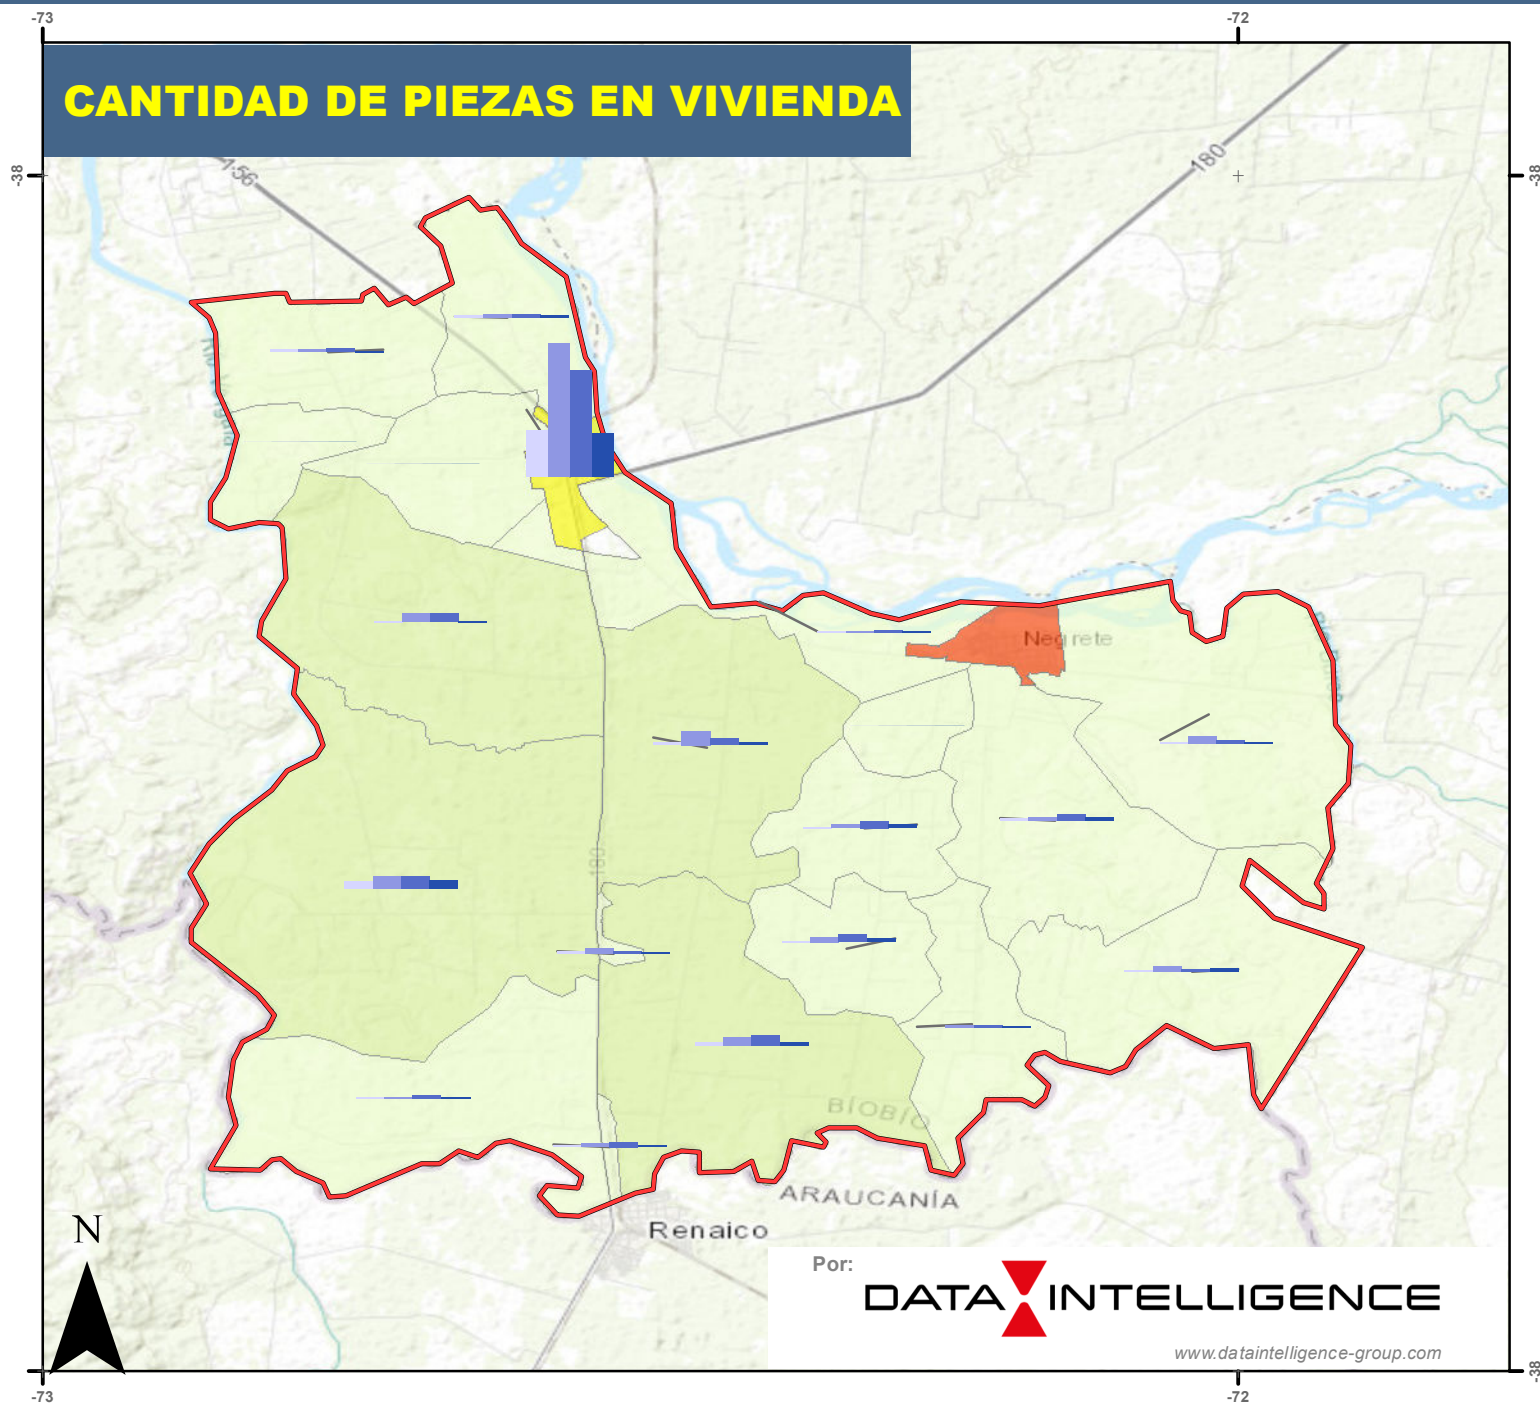 -73
-72
CANTIDAD DE PIEZAS EN VIVIENDA
156
180
-38
-38
Negrete
180
BÍOBÍO
ARAUCANÍA
Renaico
N
Por:
DATA INTELLIGENCE
www.dataintelligence-group.com
-38
-73
-72